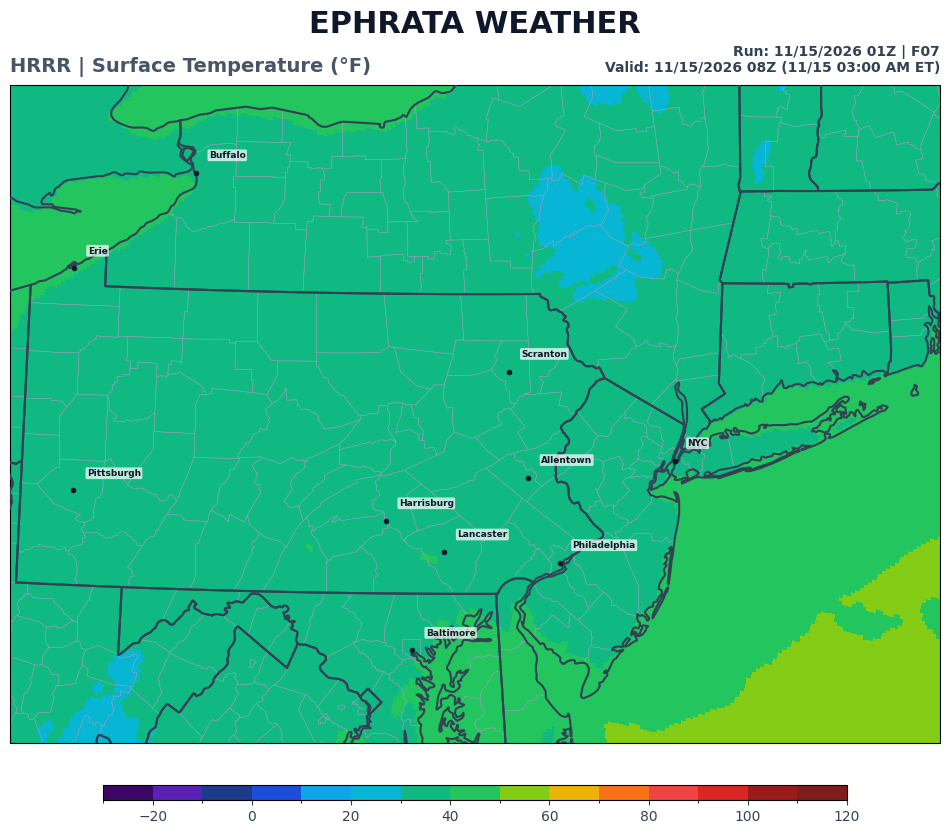 EPHRATA WEATHER
HRRR | Surface Temperature (°F)
Run: 11/15/2026 01Z | F07
Valid: 11/15/2026 08Z (11/15 03:00 AM ET)
Buffalo
Erie
Scranton
NYC
Allentown
Pittsburgh
Harrisburg
Lancaster
Philadelphia
Baltimore
−20 0 20 40 60 80 100 120